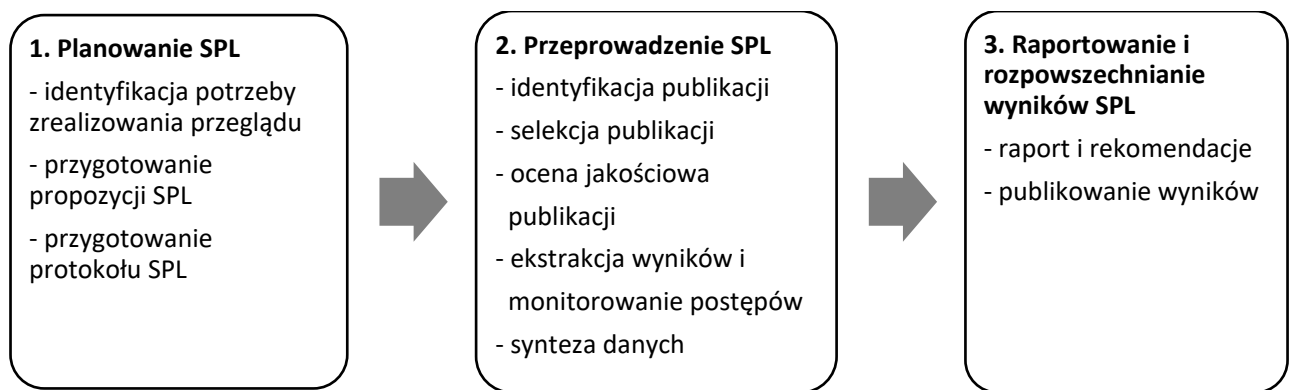 1. Planowanie SPL
- identyfikacja potrzeby
zrealizowania przeglądu
- przygotowanie
propozycji SPL
- przygotowanie
protokołu SPL
2. Przeprowadzenie SPL
- identyfikacja publikacji
- selekcja publikacji
- ocena jakościowa
publikacji
- ekstrakcja wyników i
monitorowanie postępów
- synteza danych
3. Raportowanie i
rozpowszechnianie
wyników SPL
- raport i rekomendacje
- publikowanie wyników